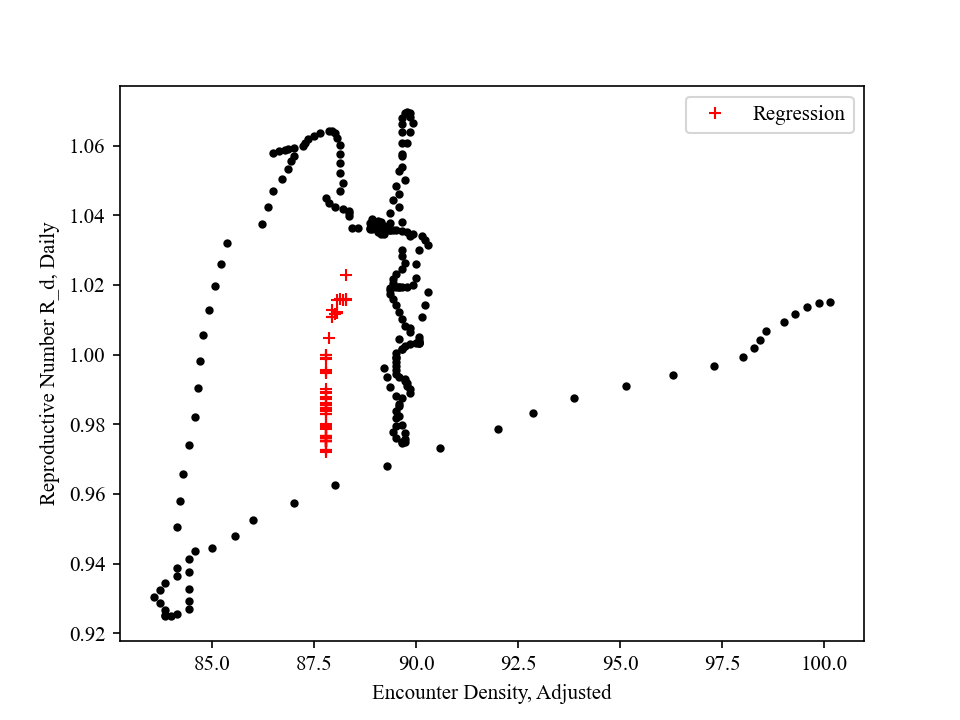 Regression
1.06
1.04
1.02
1.00
0.98
0.96
0.94
0.92
Reproductive Number R_d, Daily
85.0 87.5 90.0 92.5 95.0 97.5 100.0
Encounter Density, Adjusted